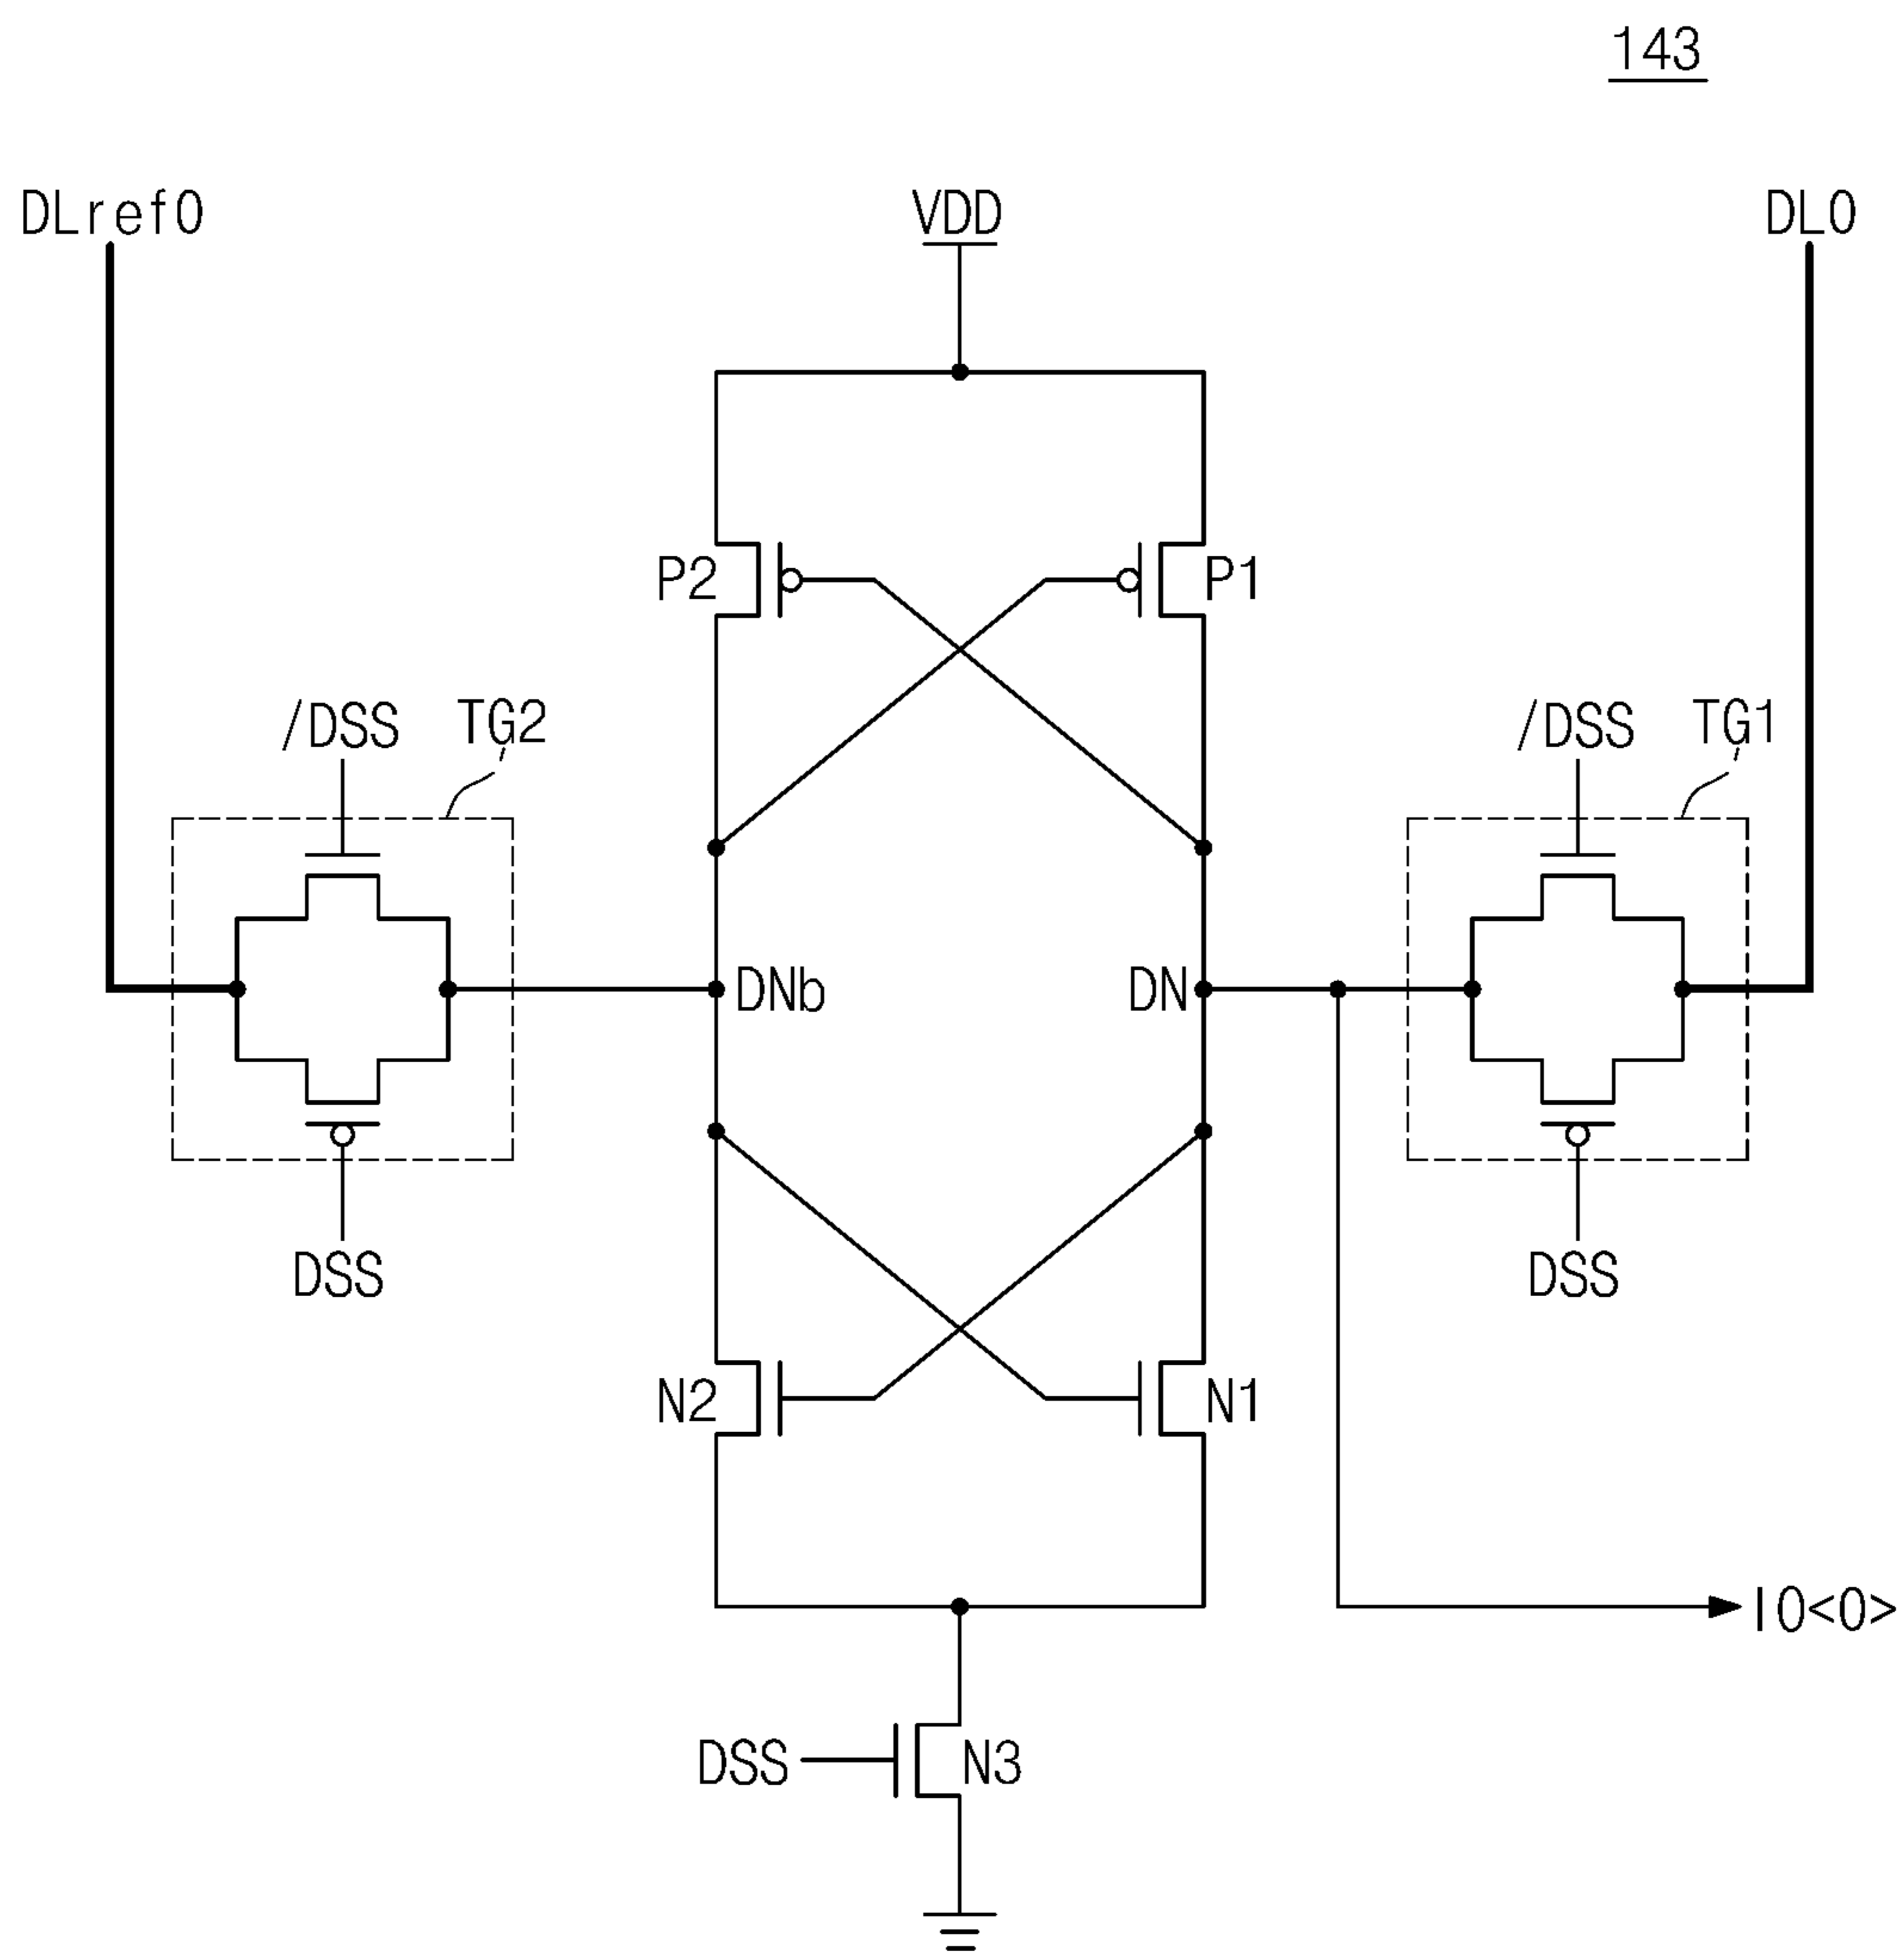 143
DLref0
VDD
DL0
P2
P1
/DSS
TG2
/DSS
TG1
DNb
DN
DSS
DSS
N2
N1
IO<0>
DSS
N3